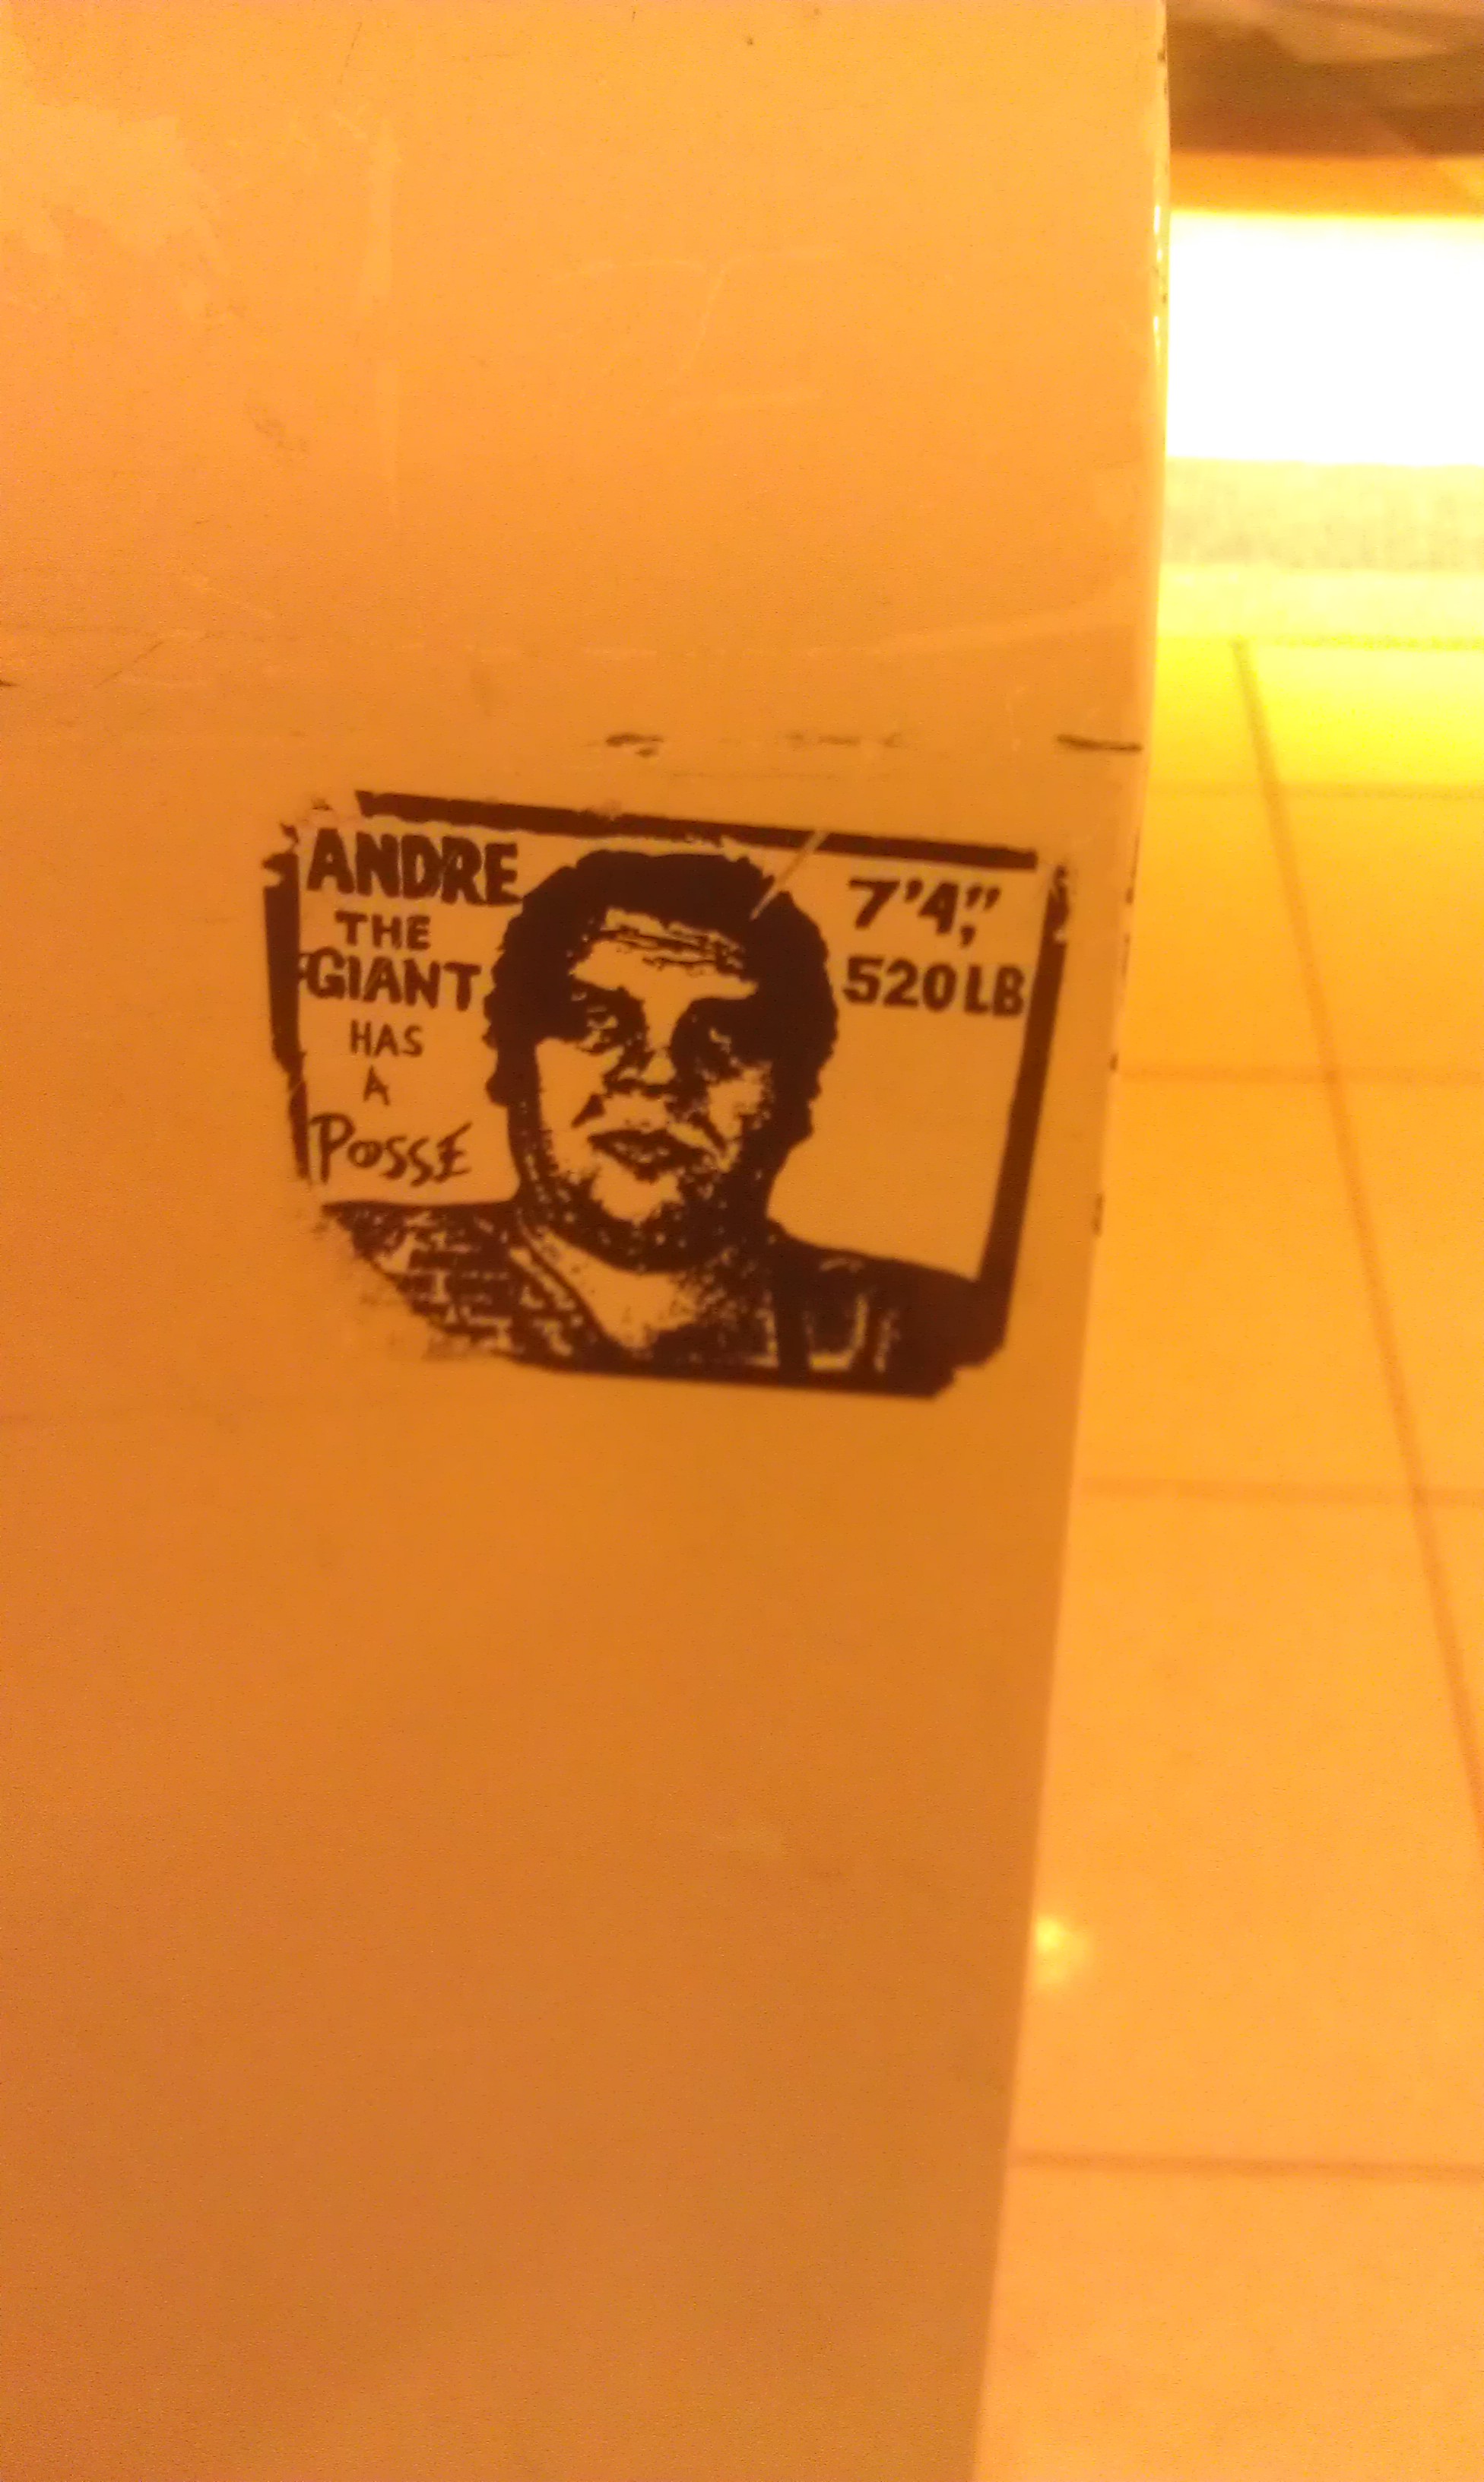 ANDRE
THE
GIANT
HAS
A
POSSE
7'4,"
520 LB